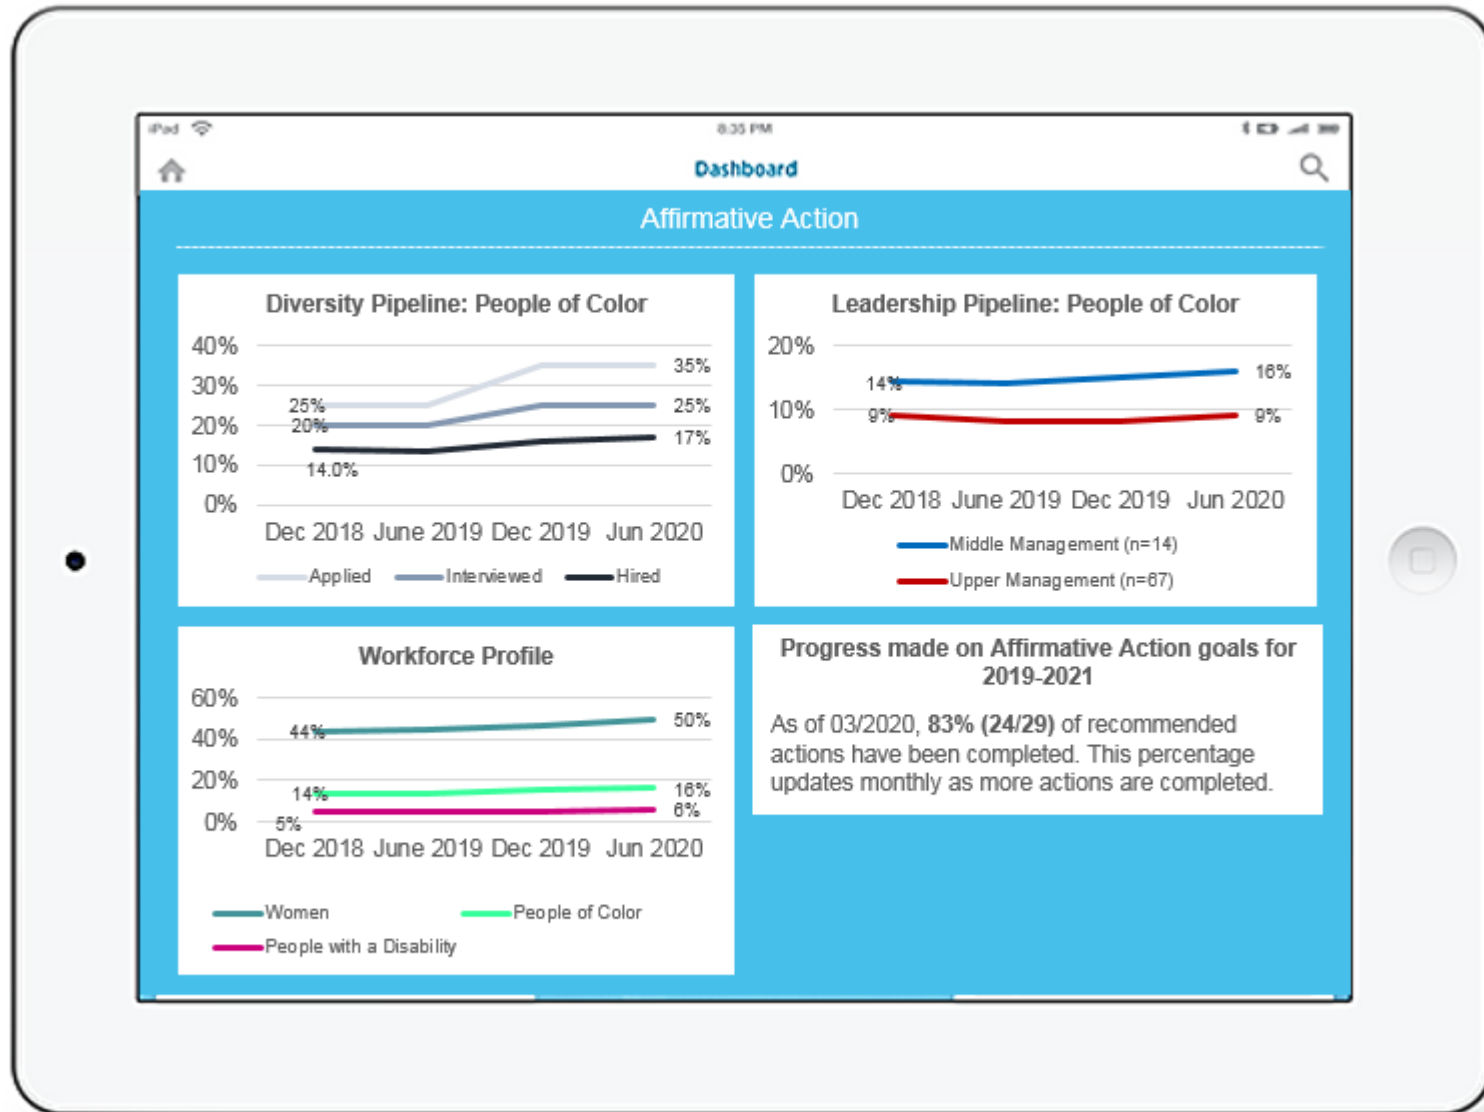 iPad
8:35 PM
Dashboard
Affirmative Action
Diversity Pipeline: People of Color
40%
30%
20%
10%
0%
25%
20%
14.0%
35%
25%
17%
Dec 2018 June 2019 Dec 2019 Jun 2020
Applied Interviewed Hired
Leadership Pipeline: People of Color
20%
10%
0%
14%
9%
16%
9%
Dec 2018 June 2019 Dec 2019 Jun 2020
Middle Management (n=14)
Upper Management (n=67)
Workforce Profile
60%
40%
20%
0%
44%
14%
5%
50%
16%
6%
Dec 2018 June 2019 Dec 2019 Jun 2020
Women People of Color
People with a Disability
Progress made on Affirmative Action goals for
2019-2021
As of 03/2020, 83% (24/29) of recommended
actions have been completed. This percentage
updates monthly as more actions are completed.